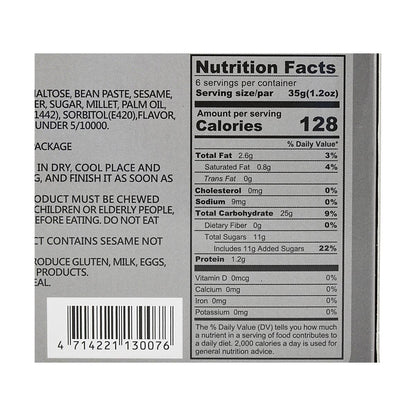 ALTOSE, BEAN PASTE, SESAME,
ER, SUGAR, MILLET, PALM OIL,
1442), SORBITOL(E420),FLAVOR,
UNDER 5/10000.
PACKAGE
IN DRY, COOL PLACE AND
G, AND FINISH IT AS SOON AS
ODUCT MUST BE CHEWED
CHILDREN OR ELDERLY PEOPLE,
EFORE EATING. DO NOT EAT
CT CONTAINS SESAME NOT
ODUCE GLUTEN, MILK, EGGS,
PRODUCTS.
EAL.
4 714221 130076
Nutrition Facts
6 servings per container
Serving size/par 35g(1.2oz)
Amount per serving
Calories 128
% Daily Value*
Total Fat 2.6g 3%
Saturated Fat 0.8g 4%
Trans Fat 0g
Cholesterol 0mg 0%
Sodium 9mg 0%
Total Carbohydrate 25g 9%
Dietary Fiber 0g 0%
Total Sugars 11g
Includes 11g Added Sugars 22%
Protein 1.2g
Vitamin D 0mcg 0%
Calcium 0mg 0%
Iron 0mg 0%
Potassium 0mg 0%
The % Daily Value (DV) tells you how much
a nutrient in a serving of food contributes to
a daily diet. 2,000 calories a day is used for
general nutrition advice.